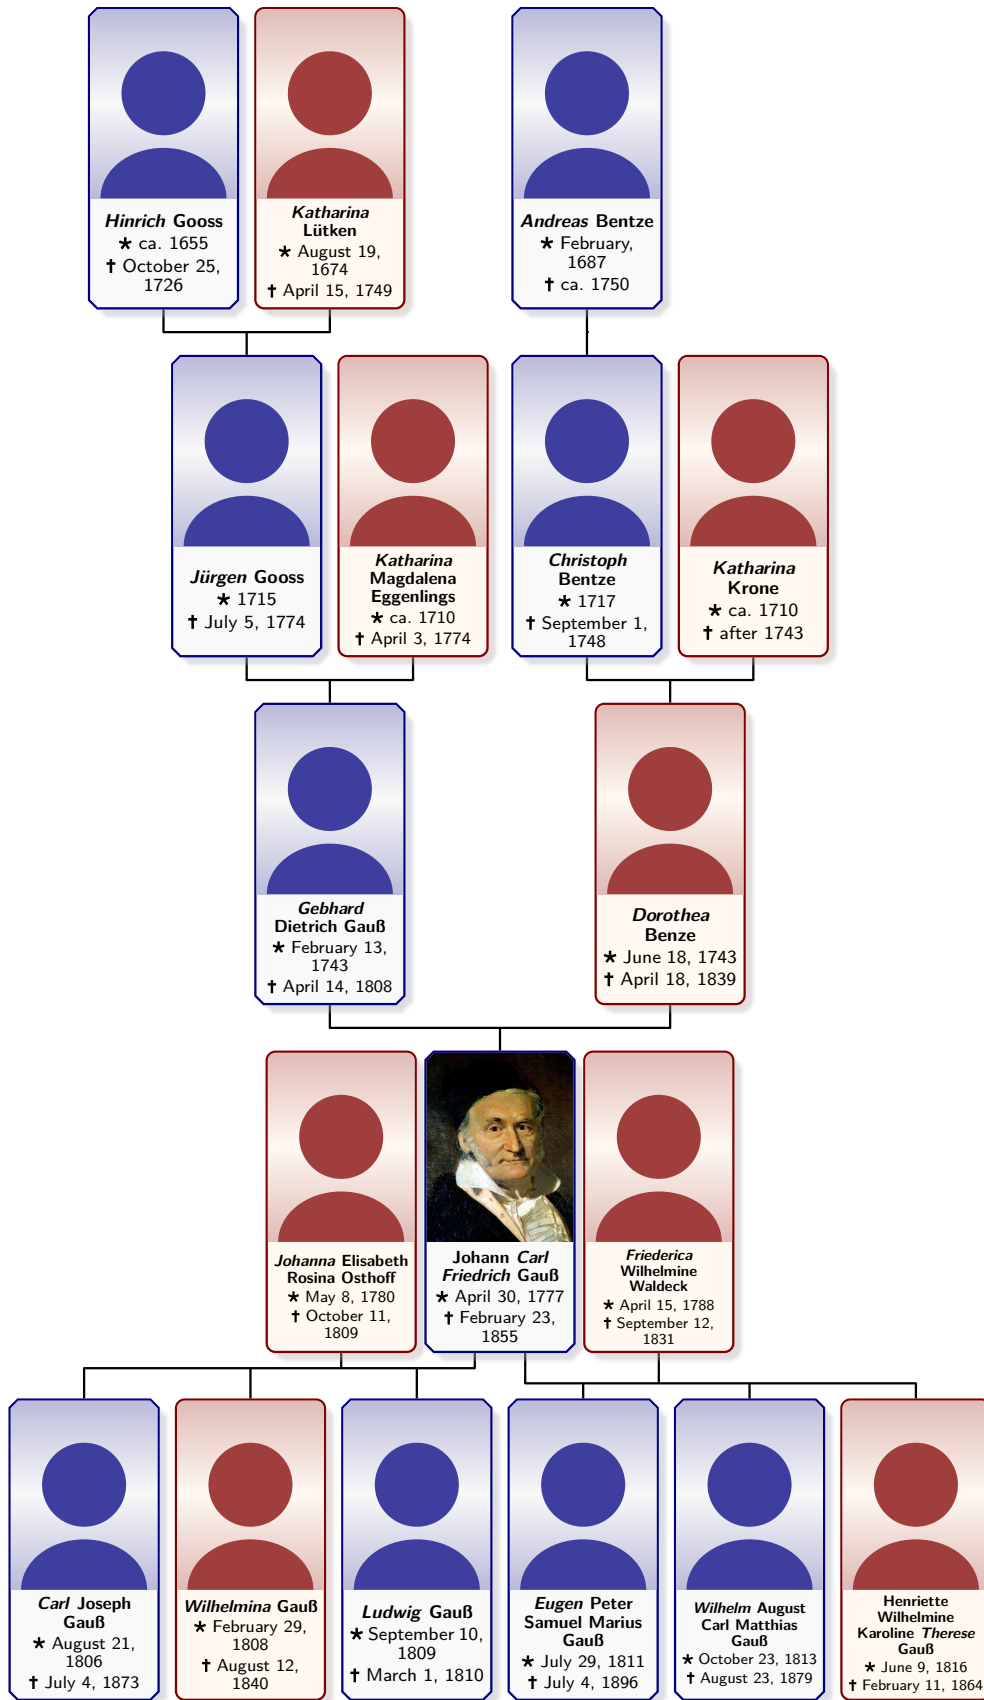 Hinrich Gooss
★ ca. 1655
† October 25,
1726
Katharina
Lütken
★ August 19,
1674
† April 15, 1749
Andreas Bentze
★ February,
1687
† ca. 1750
Jürgen Gooss
★ 1715
† July 5, 1774
Katharina
Magdalena
Eggenlings
★ ca. 1710
† April 3, 1774
Christoph
Bentze
★ 1717
† September 1,
1748
Katharina
Krone
★ ca. 1710
† after 1743
Gebhard
Dietrich Gauß
★ February 13,
1743
† April 14, 1808
Dorothea
Benze
★ June 18, 1743
† April 18, 1839
Johanna Elisabeth
Rosina Osthoff
★ May 8, 1780
† October 11,
1809
Johann Carl
Friedrich Gauß
★ April 30, 1777
† February 23,
1855
Friederica
Wilhelmine
Waldeck
★ April 15, 1788
† September 12,
1831
Carl Joseph
Gauß
★ August 21,
1806
† July 4, 1873
Wilhelmina Gauß
★ February 29,
1808
† August 12,
1840
Ludwig Gauß
★ September 10,
1809
† March 1, 1810
Eugen Peter
Samuel Marius
Gauß
★ July 29, 1811
† July 4, 1896
Wilhelm August
Carl Matthias
Gauß
★ October 23, 1813
† August 23, 1879
Henriette
Wilhelmine
Karoline Therese
Gauß
★ June 9, 1816
† February 11, 1864